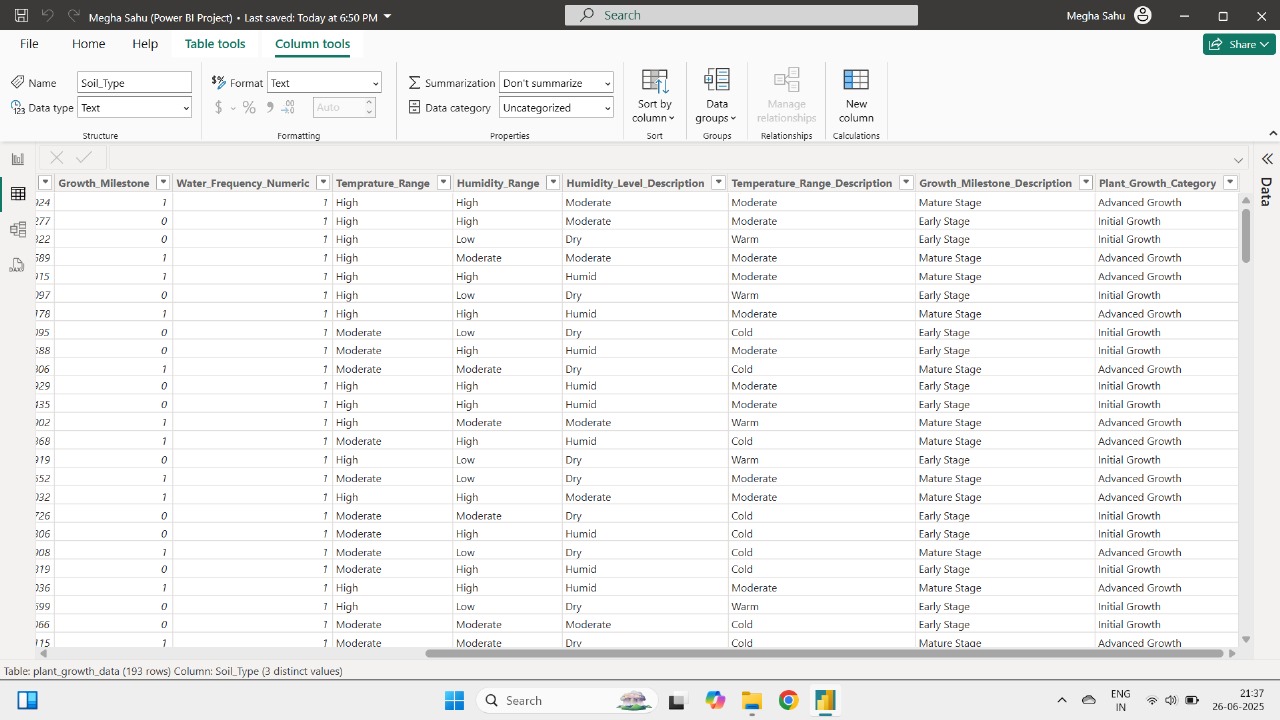 Megha Sahu (Power BI Project) • Last saved: Today at 6:50 PM
Search
Megha Sahu
File Home Help Table tools Column tools
Share
Name Soil_Type
Format Text
Summarization Don't summarize
Data type Text
$ % , .00 Auto
Data category Uncategorized
Sort by column
Data groups
Manage relationships
New column
Structure Formatting Properties Sort Groups Relationships Calculations
Data
Growth_Milestone Water_Frequency_Numeric Temprature_Range Humidity_Range Humidity_Level_Description Temperature_Range_Description Growth_Milestone_Description Plant_Growth_Category
924 1 1 High High Moderate Moderate Mature Stage Advanced Growth
377 0 1 High High Moderate Moderate Early Stage Initial Growth
322 0 1 High Low Dry Warm Early Stage Initial Growth
589 1 1 High Moderate Moderate Moderate Mature Stage Advanced Growth
415 1 1 High High Humid Moderate Mature Stage Advanced Growth
097 0 1 High Low Dry Warm Early Stage Initial Growth
178 1 1 High High Humid Moderate Mature Stage Advanced Growth
395 0 1 Moderate Low Dry Cold Early Stage Initial Growth
588 0 1 Moderate High Humid Moderate Early Stage Initial Growth
306 1 1 Moderate Moderate Dry Cold Mature Stage Advanced Growth
929 0 1 High High Humid Moderate Early Stage Initial Growth
435 0 1 High High Humid Moderate Early Stage Initial Growth
002 1 1 High Moderate Moderate Warm Mature Stage Advanced Growth
368 1 1 Moderate High Humid Cold Mature Stage Advanced Growth
919 0 1 High Low Dry Warm Early Stage Initial Growth
552 1 1 Moderate Low Dry Moderate Mature Stage Advanced Growth
932 1 1 High High Moderate Moderate Mature Stage Advanced Growth
726 0 1 Moderate Moderate Dry Cold Early Stage Initial Growth
306 0 1 Moderate High Humid Cold Early Stage Initial Growth
908 1 1 Moderate Low Dry Cold Mature Stage Advanced Growth
319 0 1 Moderate High Humid Cold Early Stage Initial Growth
036 1 1 High High Humid Moderate Mature Stage Advanced Growth
599 0 1 High Low Dry Warm Early Stage Initial Growth
066 0 1 Moderate Moderate Moderate Cold Early Stage Initial Growth
115 1 1 Moderate Moderate Dry Cold Mature Stage Advanced Growth
Table: plant_growth_data (193 rows) Column: Soil_Type (3 distinct values)
Search
ENG
IN
21:37
26-06-2025